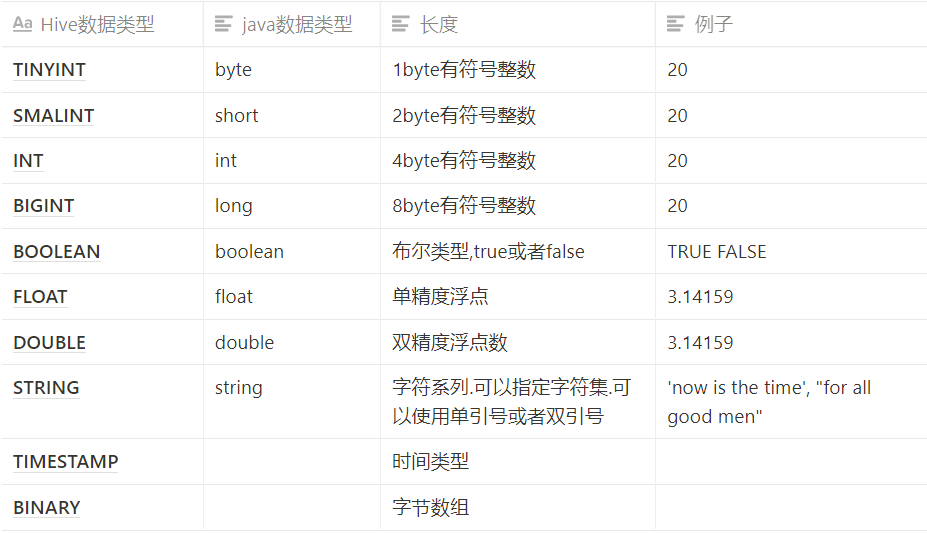 Aa Hive数据类型 java数据类型 长度 例子
TINYINT byte 1byte有符号整数 20
SMALINT short 2byte有符号整数 20
INT int 4byte有符号整数 20
BIGINT long 8byte有符号整数 20
BOOLEAN boolean 布尔类型,true或者false TRUE FALSE
FLOAT float 单精度浮点 3.14159
DOUBLE double 双精度浮点数 3.14159
STRING string 字符系列.可以指定字符集.可 'now is the time', "for all
以使用单引号或者双引号 good men"
TIMESTAMP 时间类型
BINARY 字节数组